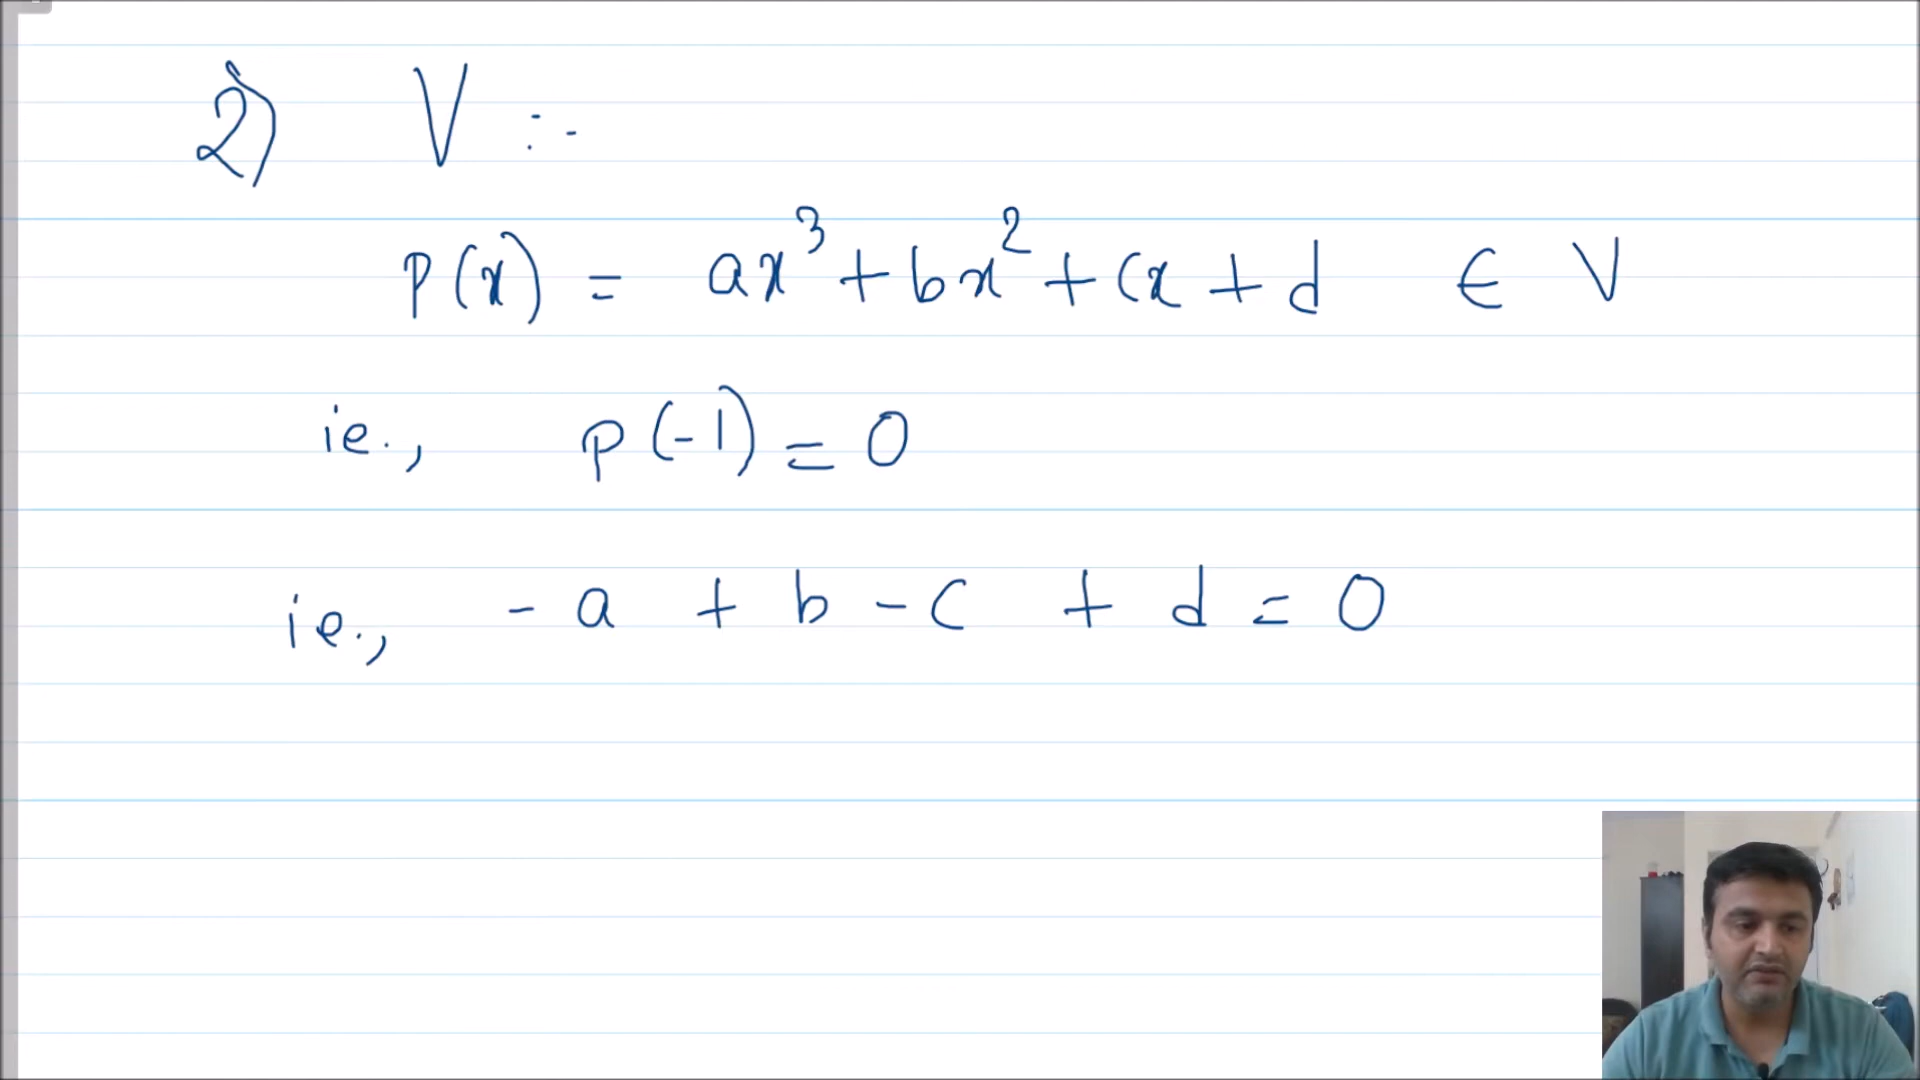 2) V :-
p(x) = ax³ + bx² + cx + d ∈ V
ie., p(-1) = 0
ie., - a + b - c + d = 0